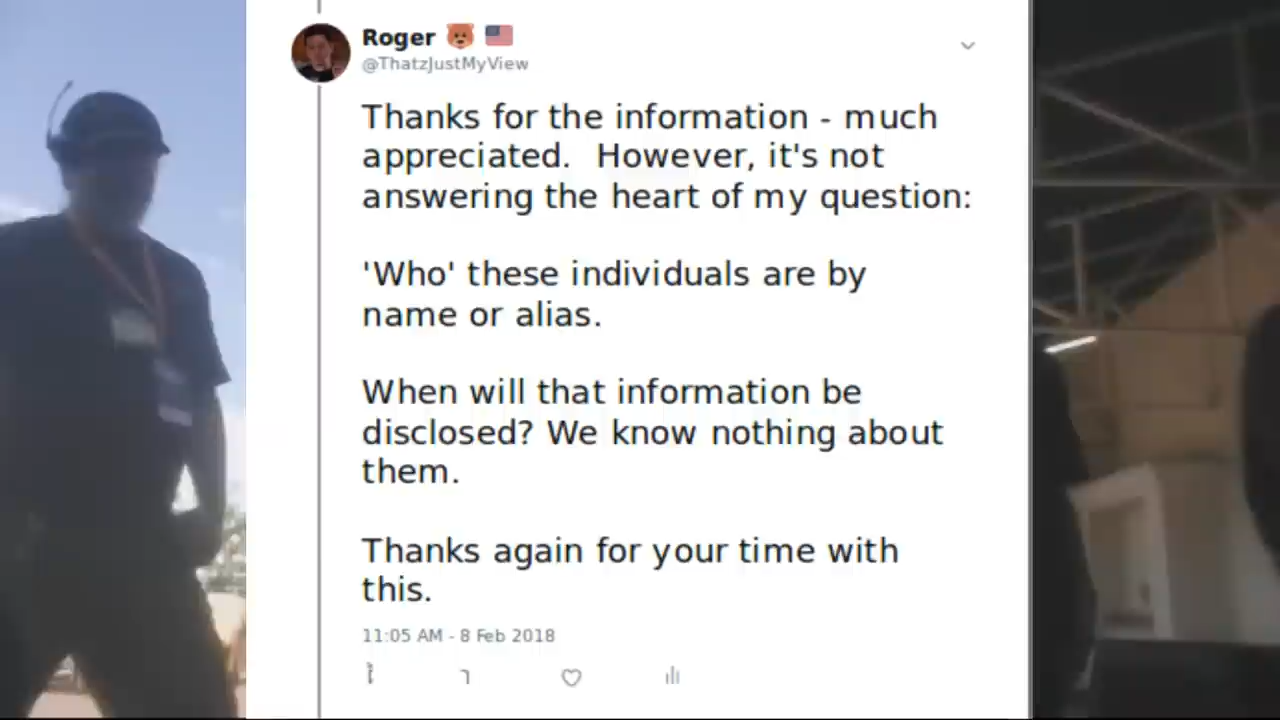 Roger 🐻 🇺🇸
@ThatzJustMyView
Thanks for the information - much
appreciated.  However, it's not
answering the heart of my question:
'Who' these individuals are by
name or alias.
When will that information be
disclosed? We know nothing about
them.
Thanks again for your time with
this.
11:05 AM - 8 Feb 2018